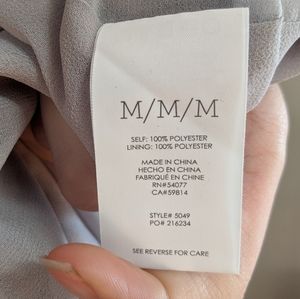 M/M/M
SELF: 100% POLYESTER
LINING: 100% POLYESTER
MADE IN CHINA
HECHO EN CHINA
FABRIQUÉ EN CHINE
RN#54077
CA#59814
STYLE# 5049
PO# 216234
SEE REVERSE FOR CARE